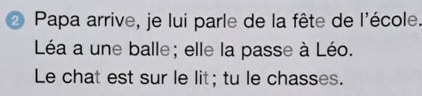 2 Papa arrive, je lui parle de la fête de l'école.
Léa a une balle ; elle la passe à Léo.
Le chat est sur le lit ; tu le chasses.